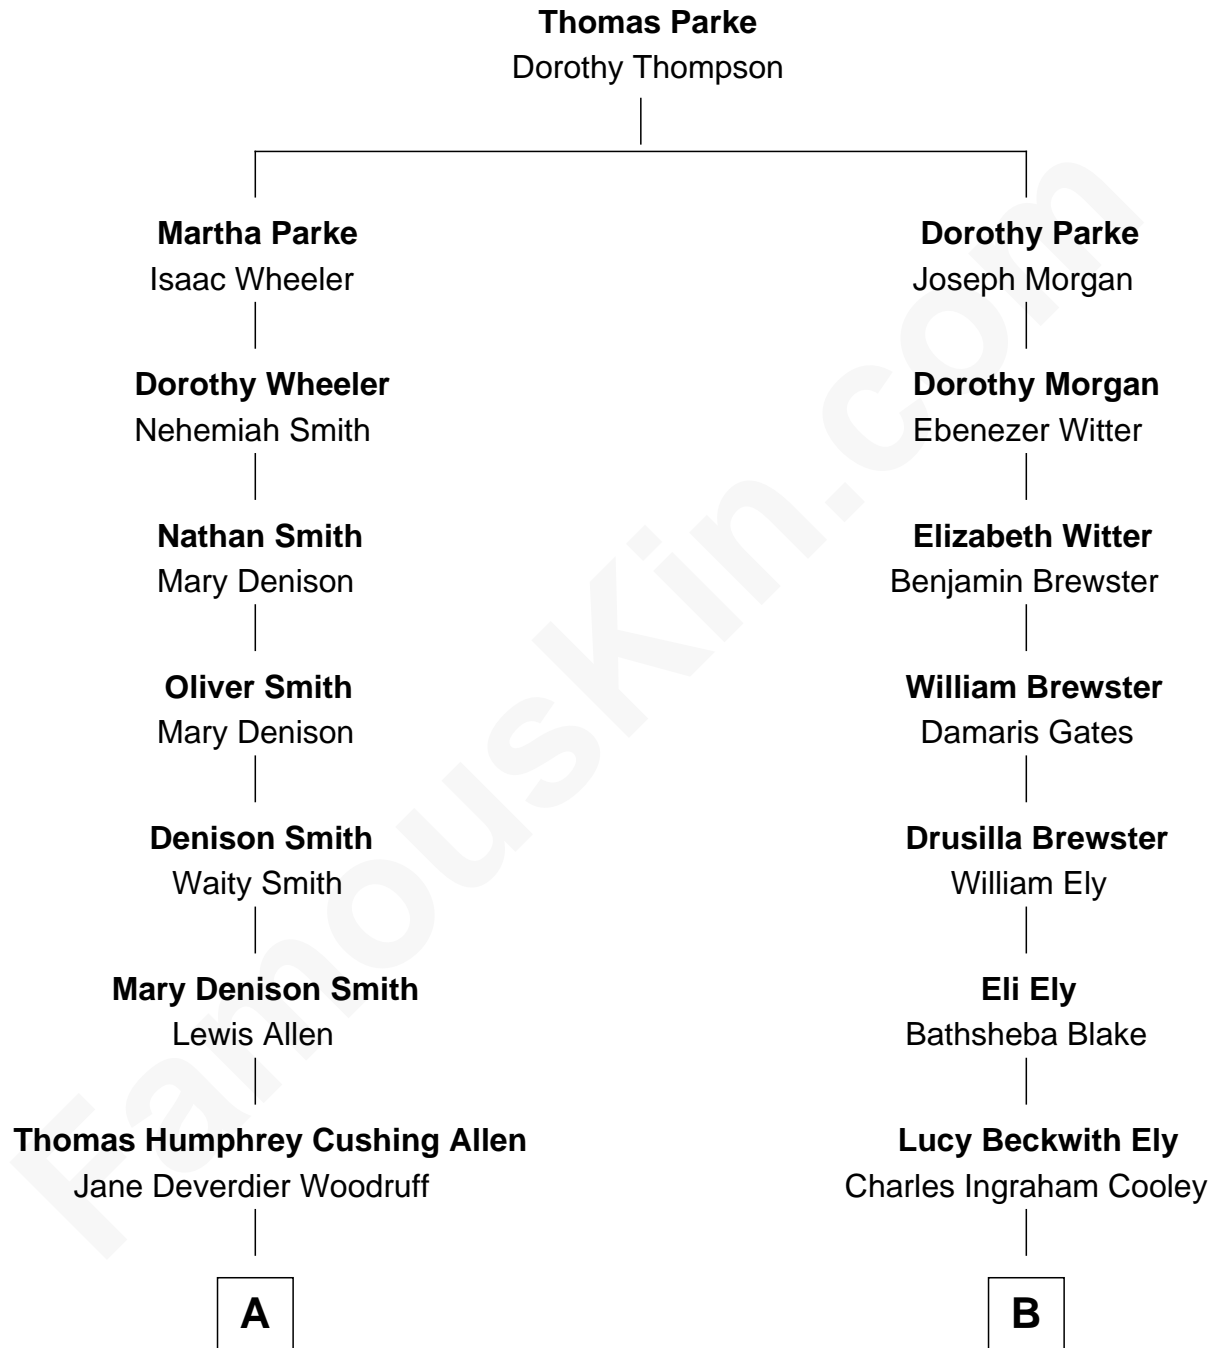 Thomas Parke
Dorothy Thompson
Martha Parke
Isaac Wheeler
Dorothy Parke
Joseph Morgan
Dorothy Wheeler
Nehemiah Smith
Dorothy Morgan
Ebenezer Witter
Nathan Smith
Mary Denison
Elizabeth Witter
Benjamin Brewster
Oliver Smith
Mary Denison
William Brewster
Damaris Gates
Denison Smith
Waity Smith
Drusilla Brewster
William Ely
Mary Denison Smith
Lewis Allen
Eli Ely
Bathsheba Blake
Thomas Humphrey Cushing Allen
Jane Deverdier Woodruff
Lucy Beckwith Ely
Charles Ingraham Cooley
A
B
FamousKin.com